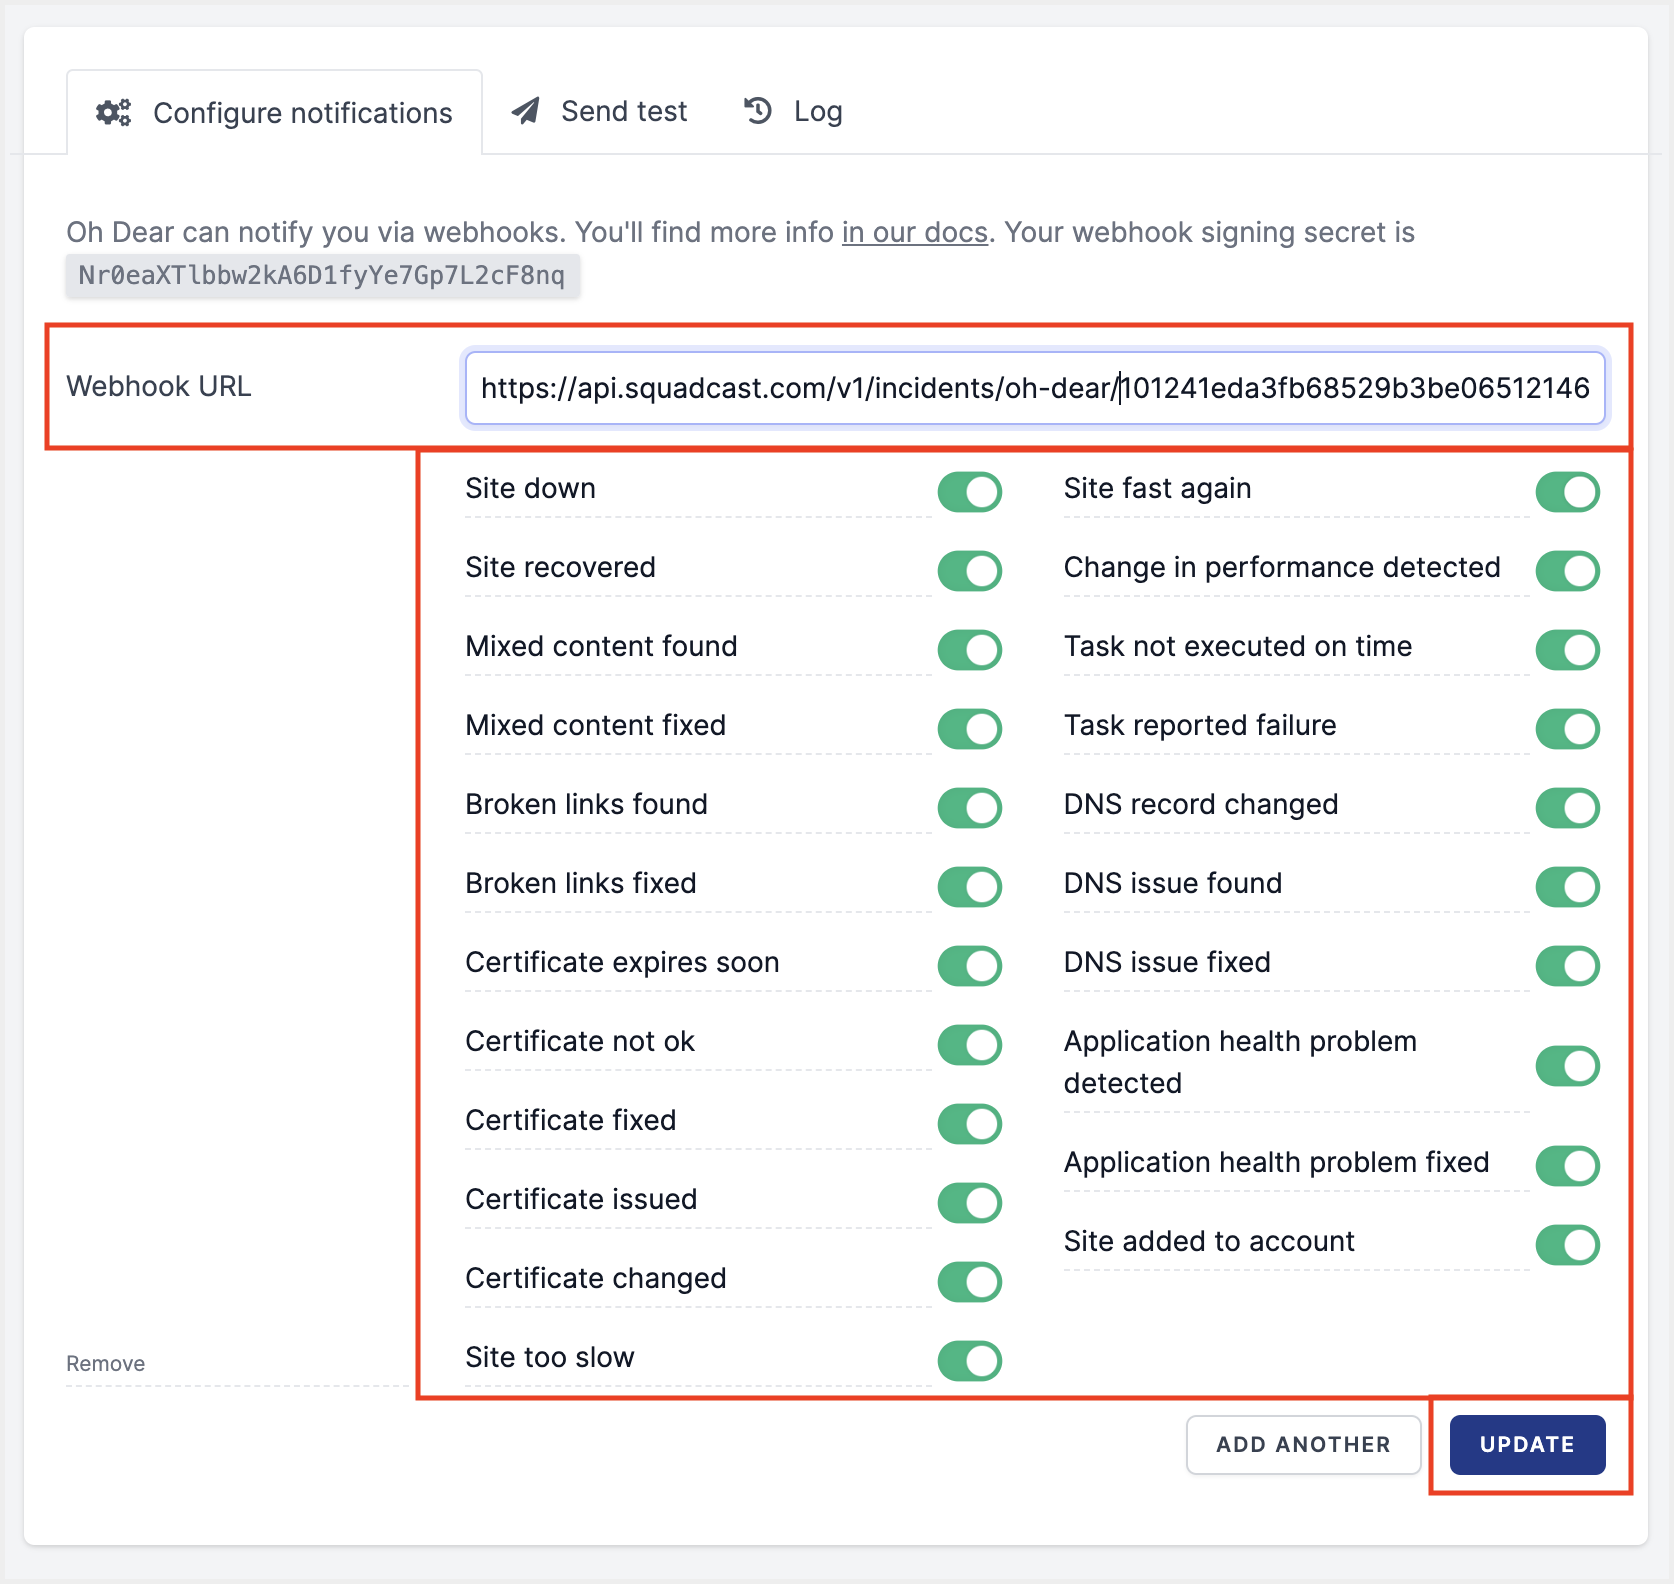 Configure notifications
Send test
Log
Oh Dear can notify you via webhooks. You'll find more info in our docs. Your webhook signing secret is
Nr0eaXTlbbw2kA6D1fyYe7Gp7L2cF8nq
Webhook URL
https://api.squadcast.com/v1/incidents/oh-dear/101241eda3fb68529b3be06512146
Site down
Site recovered
Mixed content found
Mixed content fixed
Broken links found
Broken links fixed
Certificate expires soon
Certificate not ok
Certificate fixed
Certificate issued
Certificate changed
Site too slow
Site fast again
Change in performance detected
Task not executed on time
Task reported failure
DNS record changed
DNS issue found
DNS issue fixed
Application health problem
detected
Application health problem fixed
Site added to account
Remove
ADD ANOTHER
UPDATE